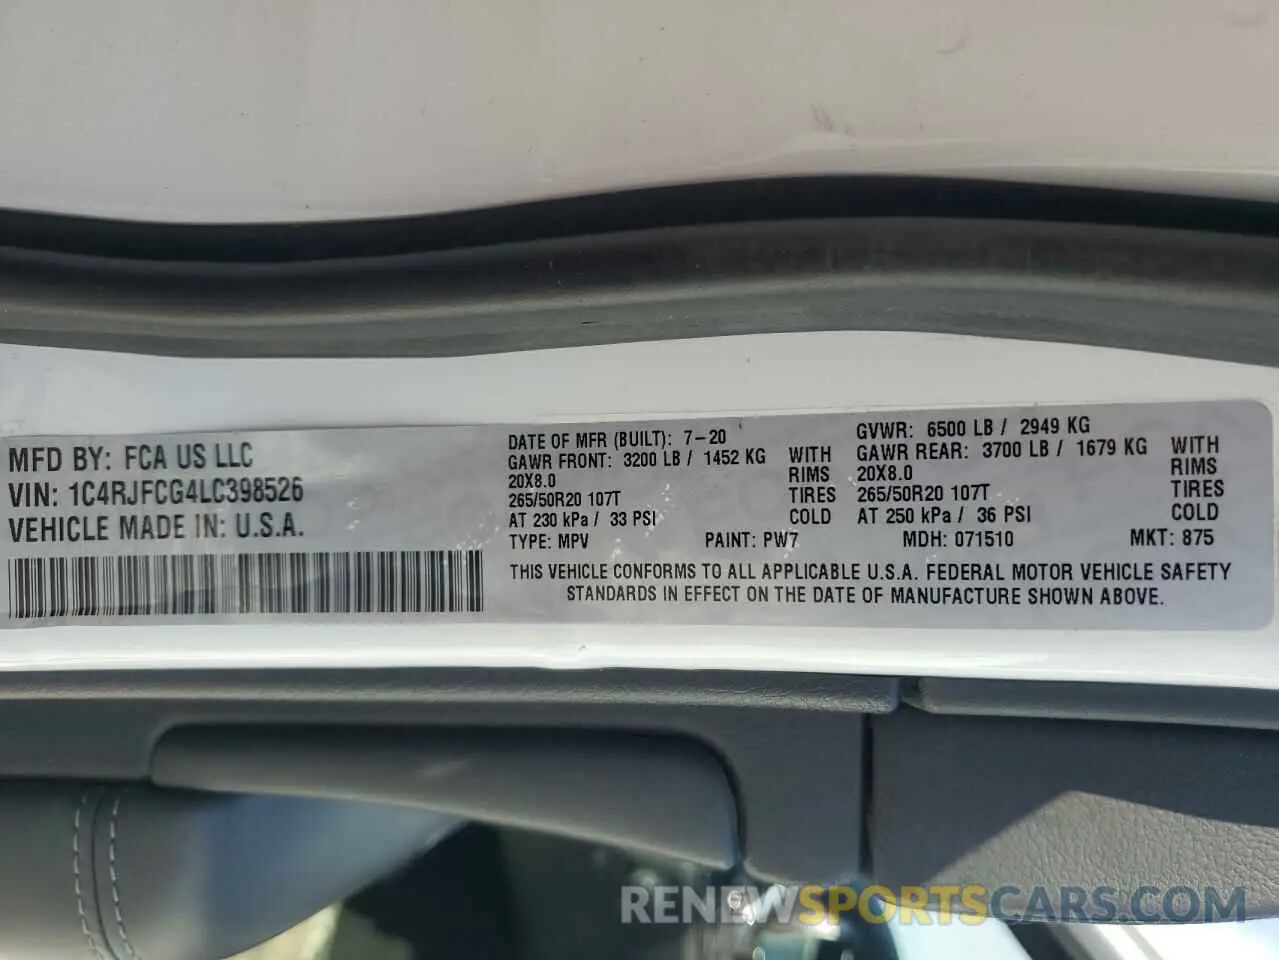 MFD BY: FCA US LLC
VIN: 1C4RJFCG4LC398526
VEHICLE MADE IN: U.S.A.
DATE OF MFR (BUILT): 7-20
GAWR FRONT: 3200 LB / 1452 KG WITH
20X8.0 RIMS
265/50R20 107T TIRES
AT 230 kPa / 33 PSI COLD
GVWR: 6500 LB / 2949 KG
GAWR REAR: 3700 LB / 1679 KG WITH
20X8.0 RIMS
265/50R20 107T TIRES
AT 250 kPa / 36 PSI COLD
TYPE: MPV PAINT: PW7 MDH: 071510 MKT: 875
THIS VEHICLE CONFORMS TO ALL APPLICABLE U.S.A. FEDERAL MOTOR VEHICLE SAFETY
STANDARDS IN EFFECT ON THE DATE OF MANUFACTURE SHOWN ABOVE.
RENEWSPORTSCARS.COM